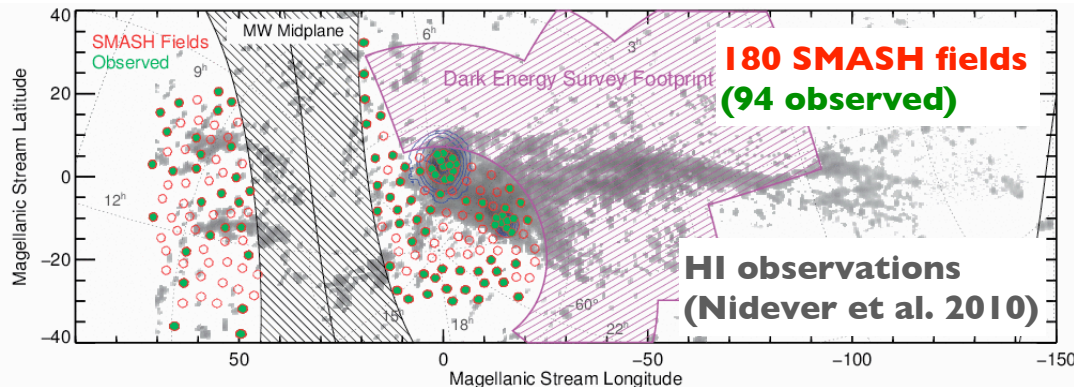 SMASH Fields
Observed
MW Midplane
Dark Energy Survey Footprint
180 SMASH fields
(94 observed)
HI observations
(Nidever et al. 2010)
9ʰ
6ʰ
3ʰ
12ʰ
15ʰ
18ʰ
-60°
22ʰ
40
20
0
−20
−40
50
0
−50
−100
−150
Magellanic Stream Latitude
Magellanic Stream Longitude